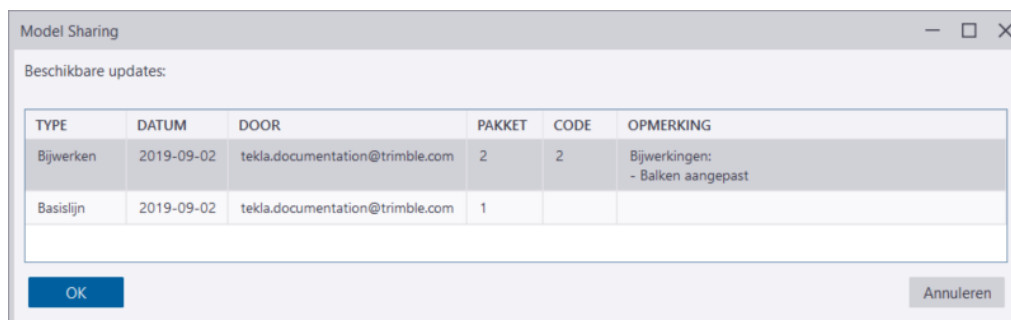 Model Sharing
Beschikbare updates:
TYPE DATUM DOOR PAKKET CODE OPMERKING
Bijwerken 2019-09-02 tekla.documentation@trimble.com 2 2 Bijwerkingen:
- Balken aangepast
Basislijn 2019-09-02 tekla.documentation@trimble.com 1
OK Annuleren